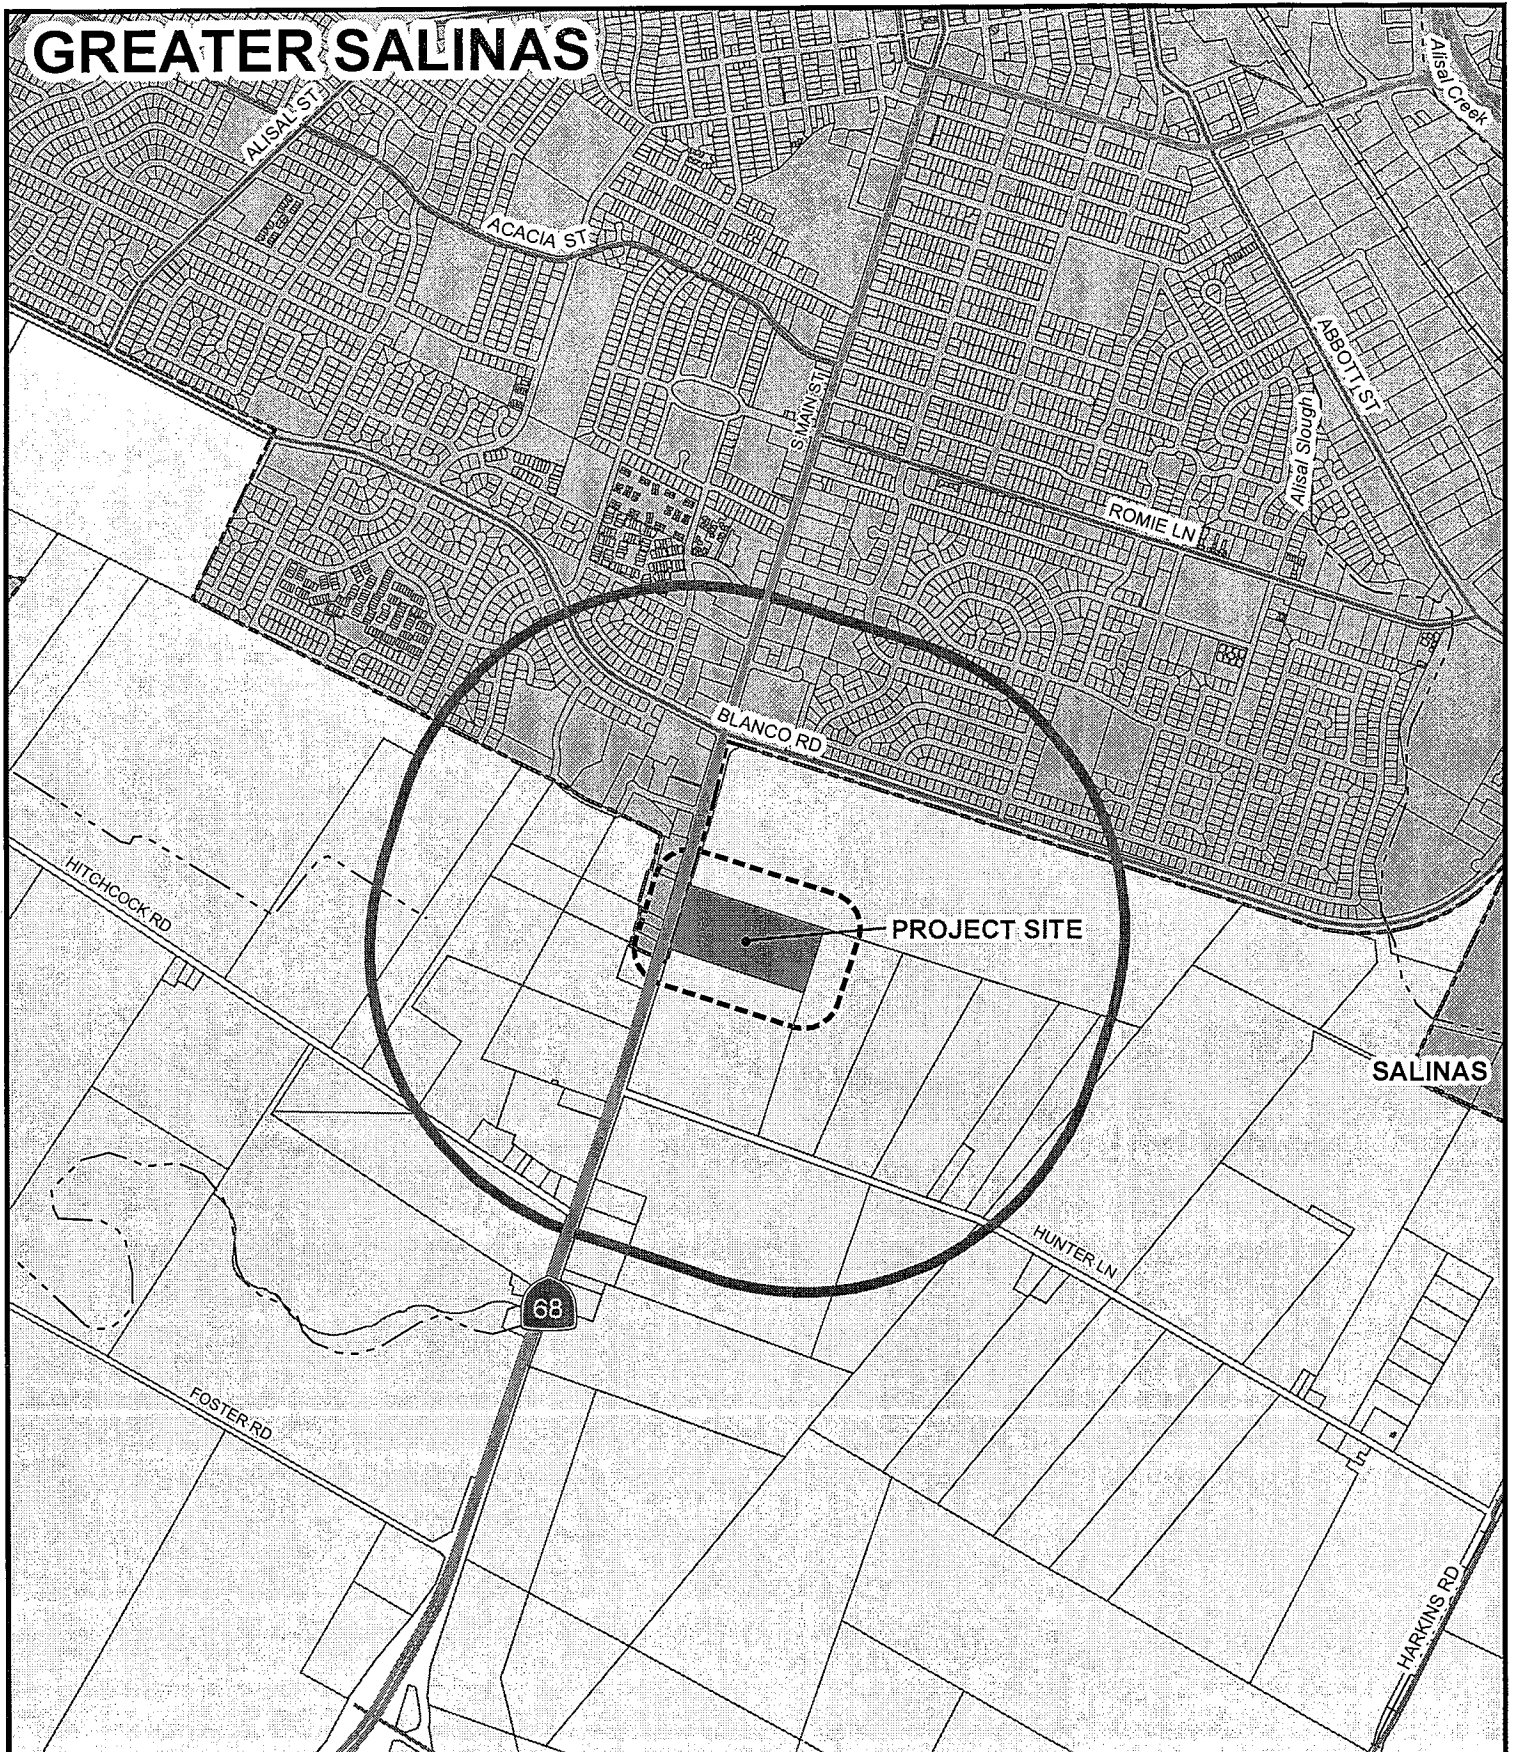 GREATER SALINAS
Alisal Creek
ALISAL ST
ACACIA ST
ABBOTT ST
S MAIN ST
Alisal Slough
ROMIE LN
BLANCO RD
HITCHCOCK RD
PROJECT SITE
SALINAS
HUNTER LN
68
FOSTER RD
HARKINS RD